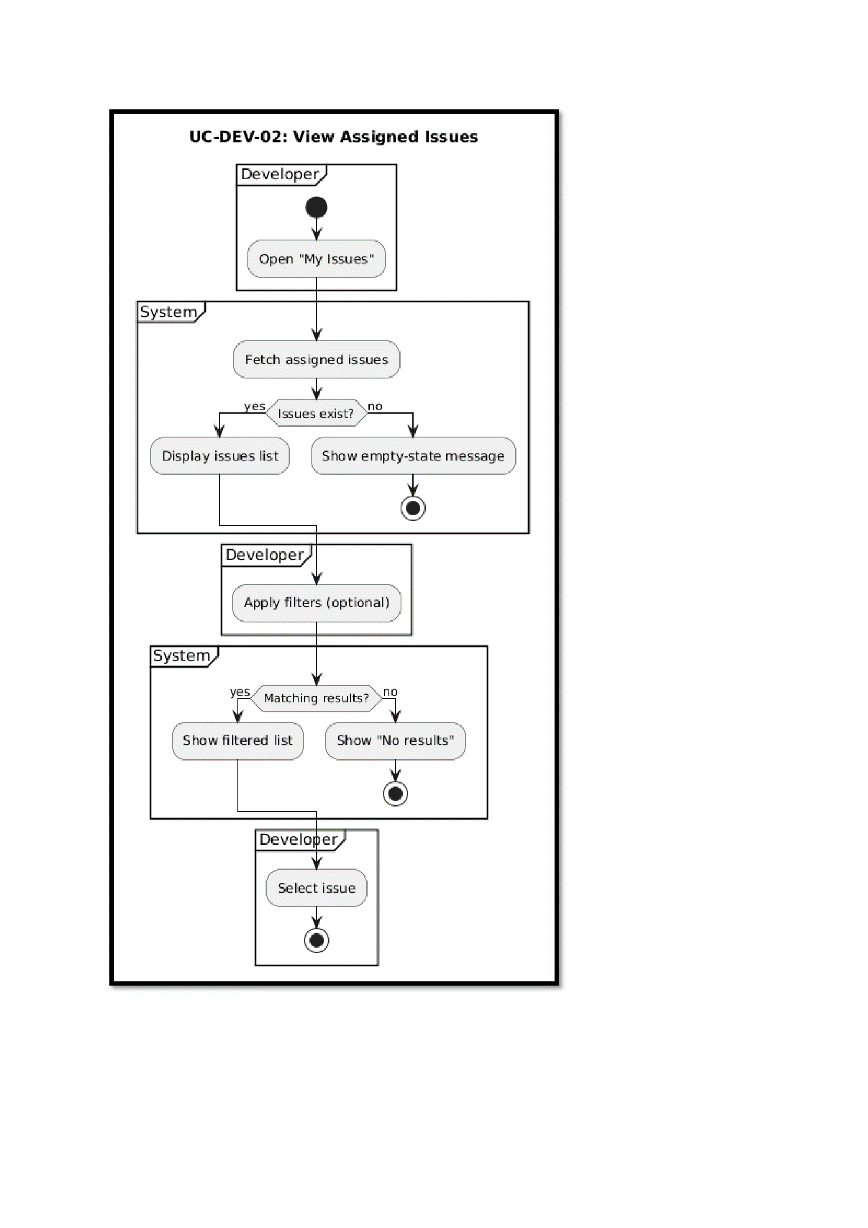 UC-DEV-02: View Assigned Issues
Developer
Open "My Issues"
System
Fetch assigned issues
yes
Issues exist?
no
Display issues list
Show empty-state message
Developer
Apply filters (optional)
System
yes
Matching results?
no
Show filtered list
Show "No results"
Developer
Select issue